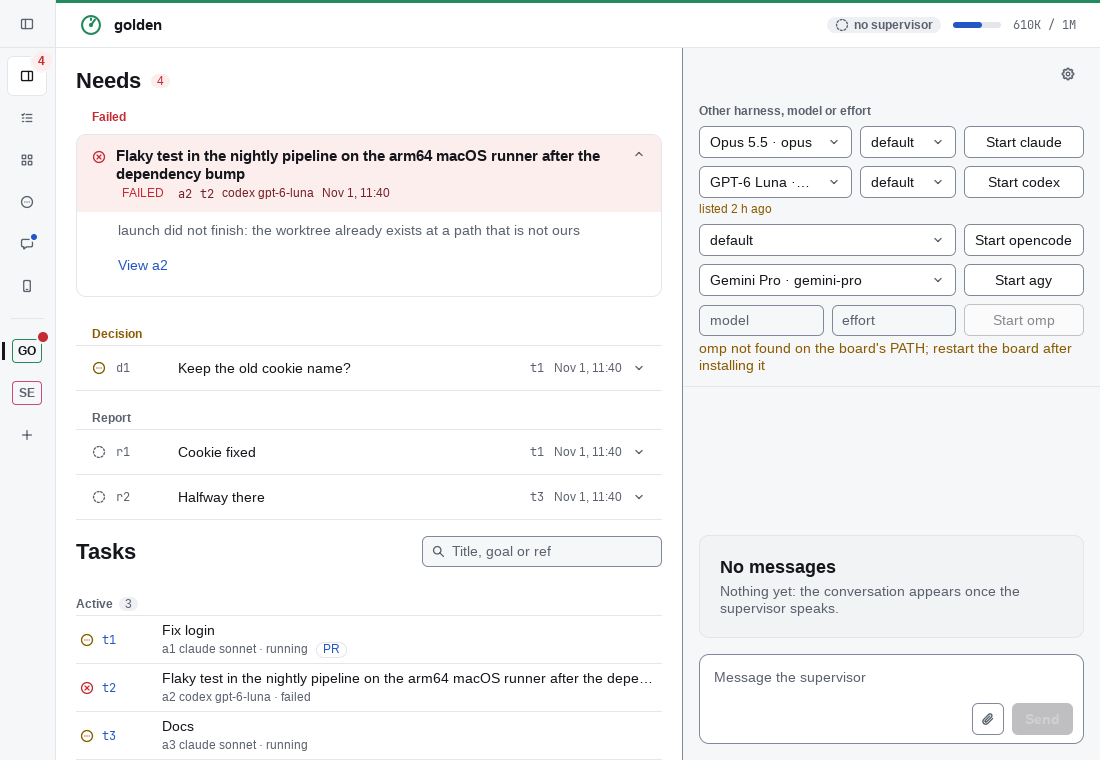 golden
no supervisor
610K / 1M
4
GO
SE
Needs 4
Failed
Flaky test in the nightly pipeline on the arm64 macOS runner after the
dependency bump
FAILED a2 t2 codex gpt-6-luna Nov 1, 11:40
launch did not finish: the worktree already exists at a path that is not ours
View a2
Decision
d1 Keep the old cookie name? t1 Nov 1, 11:40
Report
r1 Cookie fixed t1 Nov 1, 11:40
r2 Halfway there t3 Nov 1, 11:40
Tasks
Title, goal or ref
Active 3
t1 Fix login
a1 claude sonnet · running PR
t2 Flaky test in the nightly pipeline on the arm64 macOS runner after the depe…
a2 codex gpt-6-luna · failed
t3 Docs
a3 claude sonnet · running
Other harness, model or effort
Opus 5.5 · opus default Start claude
GPT-6 Luna ·… default Start codex
listed 2 h ago
default Start opencode
Gemini Pro · gemini-pro Start agy
model effort Start omp
omp not found on the board's PATH; restart the board after
installing it
No messages
Nothing yet: the conversation appears once the
supervisor speaks.
Message the supervisor
Send